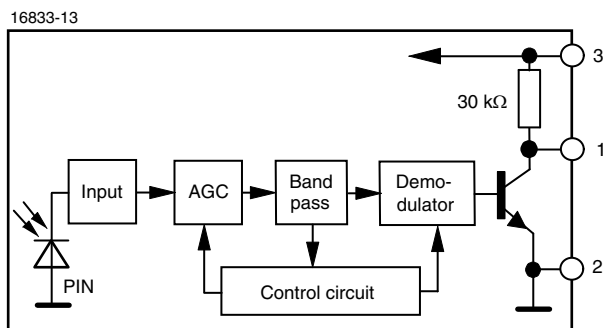 16833-13
3
30 kΩ
1
Input
AGC
Band
pass
Demo-
dulator
2
PIN
Control circuit